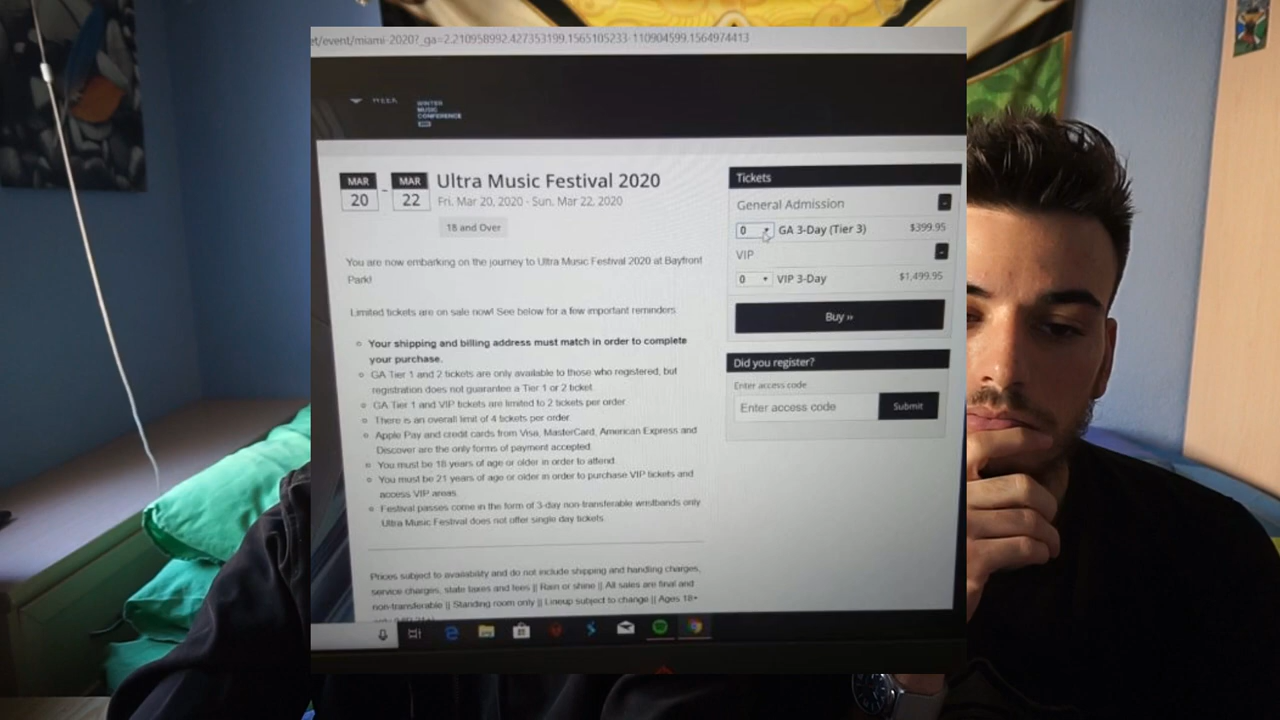 et/event/miami-2020?_ga=2.210958992.427353199.1565105233-110904599.1564974413
WEEK
WINTER
MUSIC
CONFERENCE
MAR
20
-
MAR
22
Ultra Music Festival 2020
Fri. Mar 20, 2020 - Sun. Mar 22, 2020
18 and Over
You are now embarking on the journey to Ultra Music Festival 2020 at Bayfront
Park!
Limited tickets are on sale now! See below for a few important reminders
Your shipping and billing address must match in order to complete
your purchase.
GA Tier 1 and 2 tickets are only available to those who registered, but
registration does not guarantee a Tier 1 or 2 ticket.
GA Tier 1 and VIP tickets are limited to 2 tickets per order
There is an overall limit of 4 tickets per order.
Apple Pay and credit cards from Visa, MasterCard, American Express and
Discover are the only forms of payment accepted.
You must be 18 years of age or older in order to attend.
You must be 21 years of age or older in order to purchase VIP tickets and
access VIP areas.
Festival passes come in the form of 3-day non-transferable wristbands only
Ultra Music Festival does not offer single day tickets.
Prices subject to availability and do not include shipping and handling charges,
service charges, state taxes and fees || Rain or shine || All sales are final and
non-transferable || Standing room only || Lineup subject to change || Ages 18+
Tickets
General Admission
-
0 GA 3-Day (Tier 3) $399.95
VIP
-
0 VIP 3-Day $1,499.95
Buy »
Did you register?
Enter access code
Enter access code
Submit